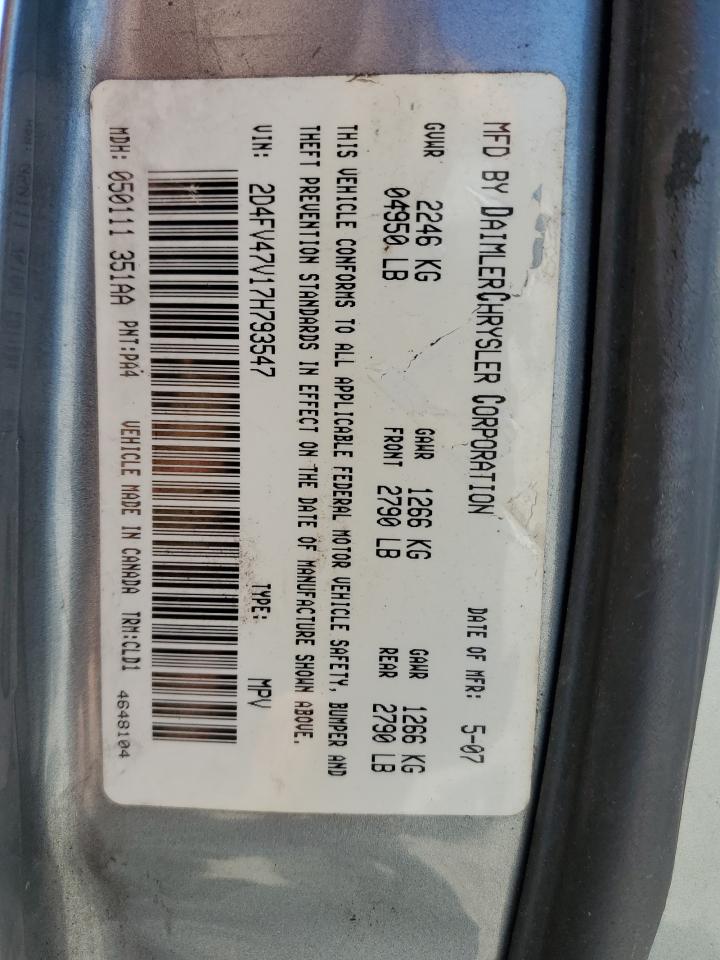 MFD BY DAIMLERCHRYSLER CORPORATION DATE OF MFR: 5-07
GVWR 2246 KG GAWR 1266 KG GAWR 1266 KG
04950 LB FRONT 2790 LB REAR 2790 LB
THIS VEHICLE CONFORMS TO ALL APPLICABLE FEDERAL MOTOR VEHICLE SAFETY, BUMPER AND
THEFT PREVENTION STANDARDS IN EFFECT ON THE DATE OF MANUFACTURE SHOWN ABOVE.
VIN: 2D4FV47V17H793547 TYPE: MPV
MDH: 050111 351AA PNT:PA4 VEHICLE MADE IN CANADA TRM:CLD1 4648104